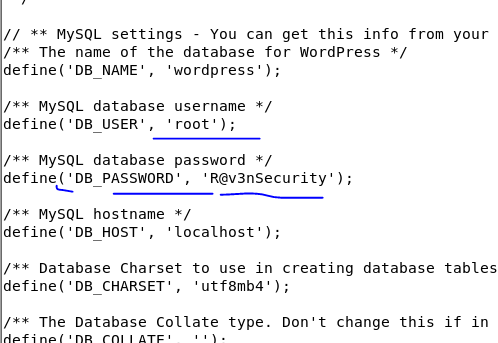 */
// ** MySQL settings - You can get this info from your
/** The name of the database for WordPress */
define('DB_NAME', 'wordpress');
/** MySQL database username */
define('DB_USER', 'root');
/** MySQL database password */
define('DB_PASSWORD', 'R@v3nSecurity');
/** MySQL hostname */
define('DB_HOST', 'localhost');
/** Database Charset to use in creating database tables
define('DB_CHARSET', 'utf8mb4');
/** The Database Collate type. Don't change this if in
define('DB_COLLATE', '');